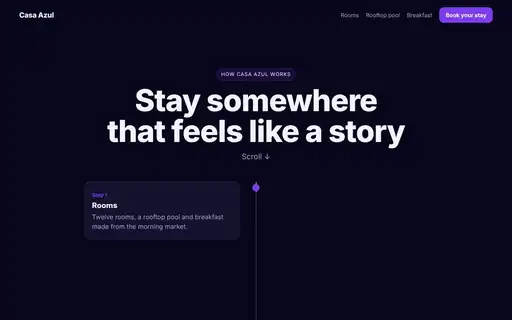 Casa Azul
Rooms
Rooftop pool
Breakfast
Book your stay
HOW CASA AZUL WORKS
Stay somewhere
that feels like a story
Scroll ↓
Step 1
Rooms
Twelve rooms, a rooftop pool and breakfast
made from the morning market.